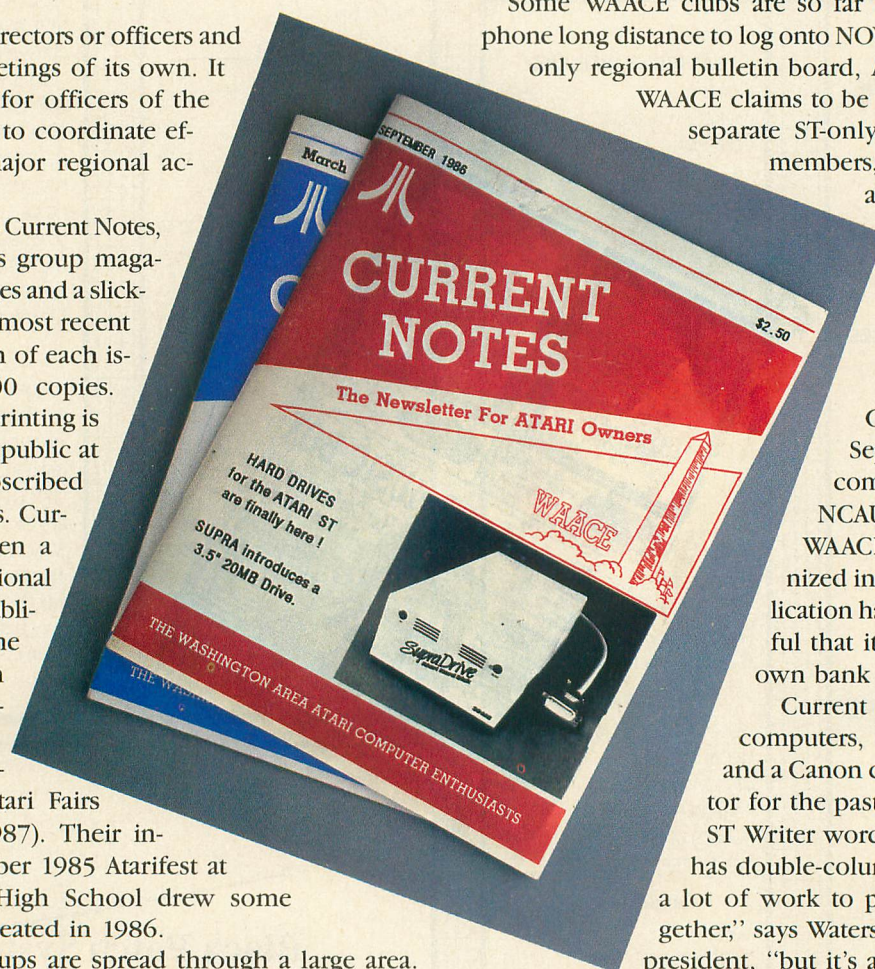 rectors or officers and
etings of its own. It
for officers of the
to coordinate ef-
ajor regional ac-
Current Notes,
s group maga-
es and a slick-
most recent
n of each is-
00 copies.
rinting is
public at
oscribed
s. Cur-
en a
ional
bli-
ne
tari Fairs
987). Their in-
ber 1985 Atarifest at
High School drew some
eated in 1986.
ups are spread through a large area.
Some WAACE clubs are so far
phone long distance to log onto NOV
only regional bulletin board, A
WAACE claims to be
separate ST-only
members,
a
March
SEPTEMBER 1986
CURRENT
NOTES
$2.50
The Newsletter For ATARI Owners
HARD DRIVES
for the ATARI ST
are finally here !
SUPRA introduces a
3.5" 20MB Drive.
WAACE
SupraDrive
THE WASHINGTON AREA ATARI COMPUTER ENTHUSIASTS
C
THE WASH
C
Se
com
NCAU
WAACE
nized in
lication ha
ful that it
own bank
Current
computers,
and a Canon c
tor for the past
ST Writer word
has double-colu
a lot of work to p
gether," says Waters
president, "but it's a